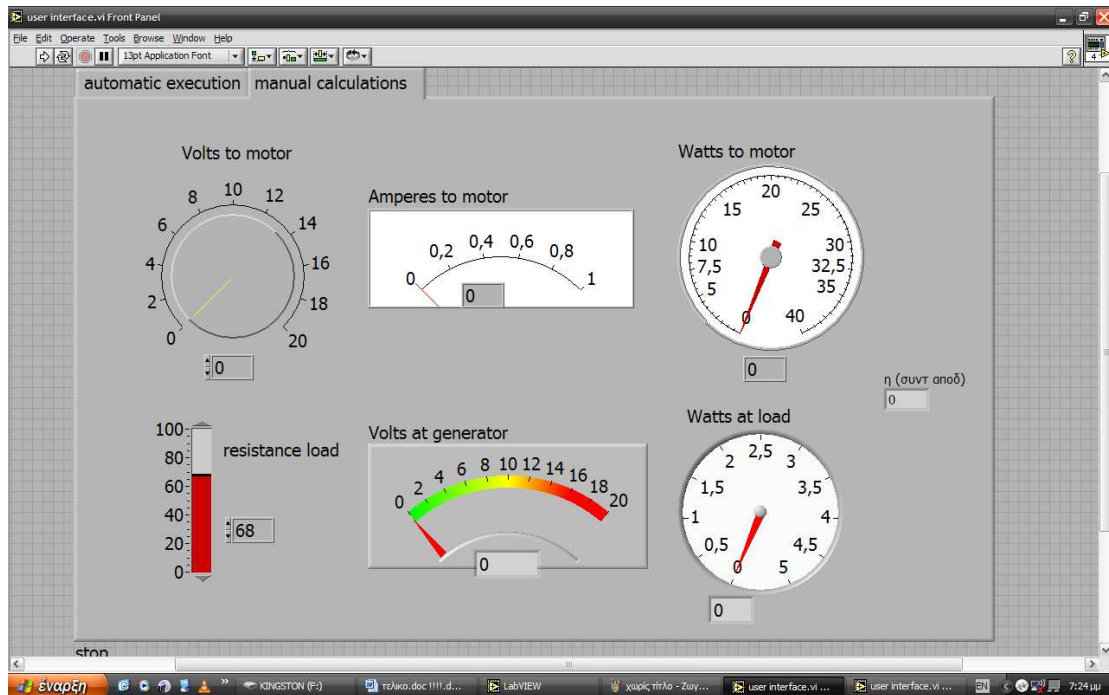 user interface.vi Front Panel
File Edit Operate Tools Browse Window Help
13pt Application Font
4
automatic execution manual calculations
Volts to motor
0 2 4 6 8 10 12 14 16 18 20
0
Amperes to motor
0 0,2 0,4 0,6 0,8 1
0
Watts to motor
0 5 7,5 10 15 20 25 30 32,5 35 40
0
η (συντ αποδ)
0
resistance load
100
80
60
40
20
0
68
Volts at generator
0 2 4 6 8 10 12 14 16 18 20
0
Watts at load
0 0,5 1 1,5 2 2,5 3 3,5 4 4,5 5
0
stop
έναρξη
KINGSTON (F:) τελικο.doc !!!!.d... LabVIEW χωρίς τίτλο - Ζωγ... user interface.vi ... user interface.vi ... EN 7:24 μμ